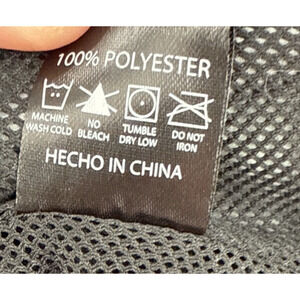 100% POLYESTER
MACHINE WASH COLD
NO BLEACH
TUMBLE DRY LOW
DO NOT IRON
HECHO IN CHINA